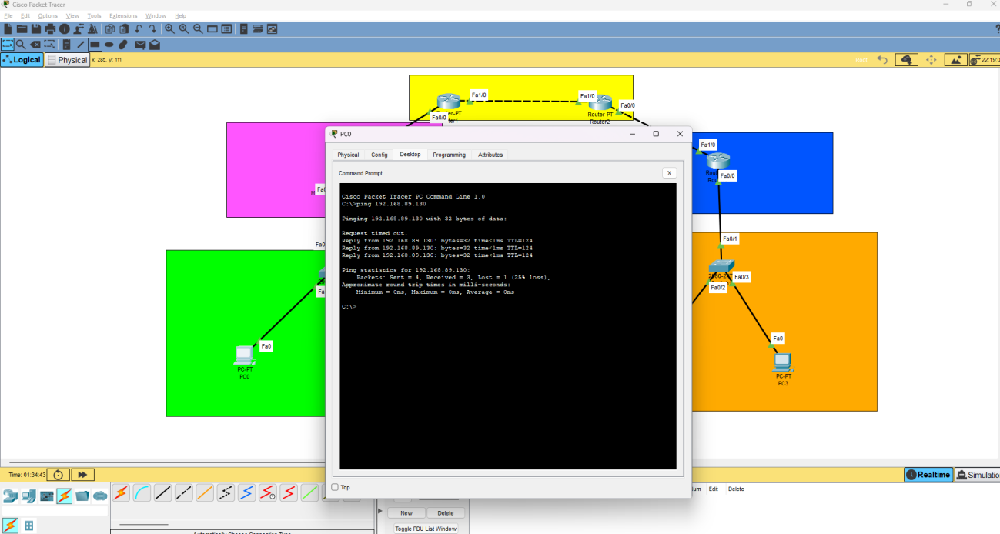 Cisco Packet Tracer
File Edit Options View Tools Extensions Window Help
?
Logical Physical x: 285, y: 111
Root 22:19:0
Fa1/0 Fa1/0
Fa0/0
er-PT
Fa0/0
ter1
Router-PT
Router2
PC0
Physical Config Desktop Programming Attributes
Command Prompt X
Cisco Packet Tracer PC Command Line 1.0
C:\>ping 192.168.89.130
Pinging 192.168.89.130 with 32 bytes of data:
Request timed out.
Reply from 192.168.89.130: bytes=32 time<1ms TTL=124
Reply from 192.168.89.130: bytes=32 time<1ms TTL=124
Reply from 192.168.89.130: bytes=32 time<1ms TTL=124
Ping statistics for 192.168.89.130:
Packets: Sent = 4, Received = 3, Lost = 1 (25% loss),
Approximate round trip times in milli-seconds:
Minimum = 0ms, Maximum = 0ms, Average = 0ms
C:\>
Top
Fa1/0
Rou
Fa0/0
Ro
M Fa0
Fa0
Fa
Fa0
PC-PT
PC0
Fa0/1
2960-24T
Fa0/3
Fa0/2
Fa0
PC-PT
PC3
Time: 01:34:43
Realtime Simulatio
Edit Delete
New Delete
Toggle PDU List Window
Automatically Choose Connection Type